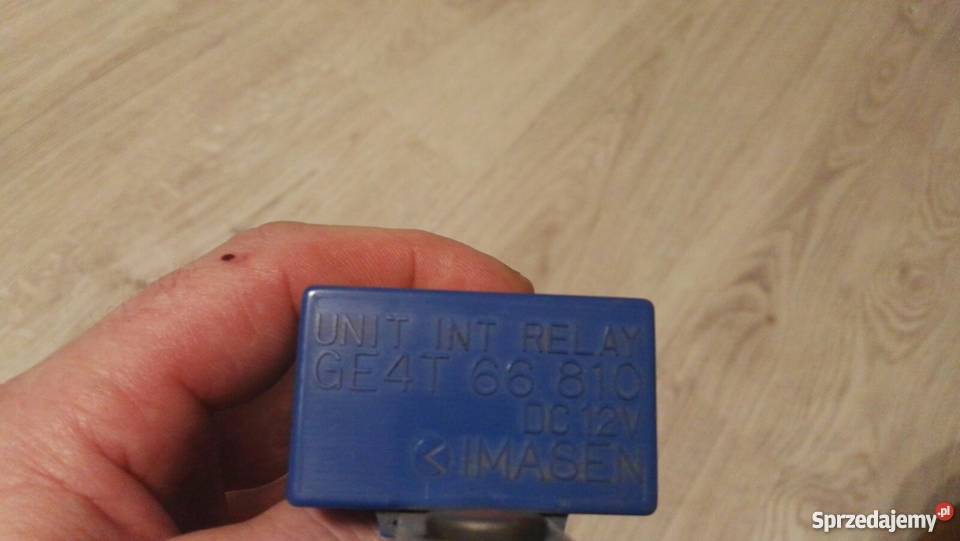 UNIT INT RELAY
GE4T 66 810
DC 12V
IMASEN
Sprzedajemy.pl